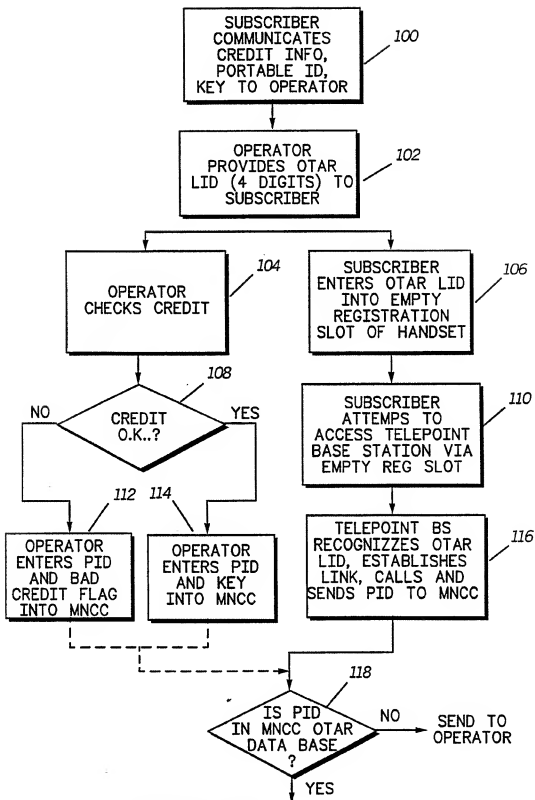 SUBSCRIBER
COMMUNICATES
CREDIT INFO,
PORTABLE ID,
KEY TO OPERATOR
100
OPERATOR
PROVIDES OTAR
LID (4 DIGITS) TO
SUBSCRIBER
102
OPERATOR
CHECKS CREDIT
104
SUBSCRIBER
ENTERS OTAR LID
INTO EMPTY
REGISTRATION
SLOT OF HANDSET
106
NO
CREDIT
O.K..?
YES
108
SUBSCRIBER
ATTEMPS TO
ACCESS TELEPOINT
BASE STATION VIA
EMPTY REG SLOT
110
112
OPERATOR
ENTERS PID
AND BAD
CREDIT FLAG
INTO MNCC
114
OPERATOR
ENTERS PID
AND KEY
INTO MNCC
TELEPOINT BS
RECOGNIZZES OTAR
LID, ESTABLISHES
LINK, CALLS AND
SENDS PID TO MNCC
116
118
IS PID
IN MNCC OTAR
DATA BASE
?
NO
SEND TO
OPERATOR
YES